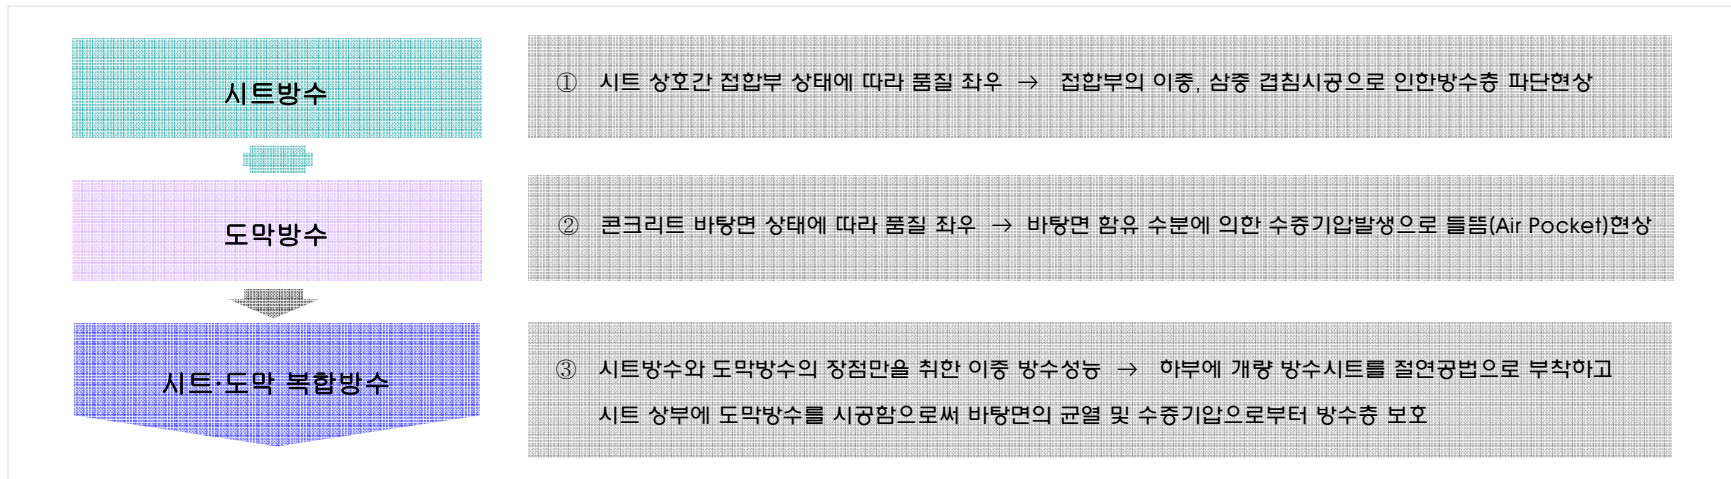 시트방수
① 시트 상호간 접합부 상태에 따라 품질 좌우 → 접합부의 이중, 삼중 겹침시공으로 인한방수층 파단현상
도막방수
② 콘크리트 바탕면 상태에 따라 품질 좌우 → 바탕면 함유 수분에 의한 수증기압발생으로 들뜸(Air Pocket)현상
시트·도막 복합방수
③ 시트방수와 도막방수의 장점만을 취한 이중 방수성능 → 하부에 개량 방수시트를 절연공법으로 부착하고
시트 상부에 도막방수를 시공함으로써 바탕면의 균열 및 수증기압으로부터 방수층 보호